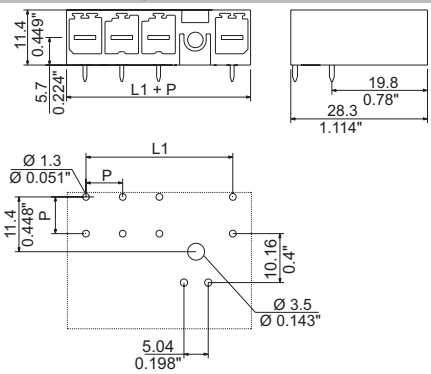 11.4
0.449"
5.7
0.224"
L1 + P
19.8
0.78"
28.3
1.114"
L1
Ø 1.3
Ø 0.051"
P
11.4
0.448"
P
10.16
0.4"
Ø 3.5
Ø 0.143"
5.04
0.198"